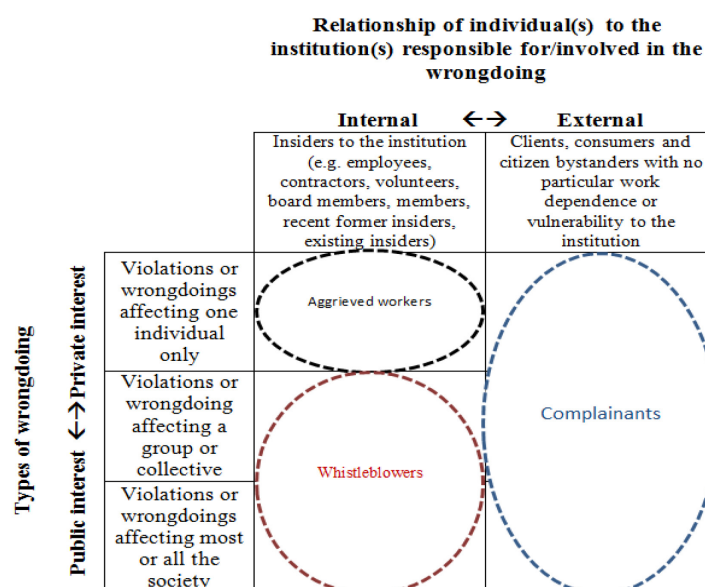 Relationship of individual(s) to the
institution(s) responsible for/involved in the
wrongdoing
Internal ←→ External
Insiders to the institution
(e.g. employees,
contractors, volunteers,
board members, members,
recent former insiders,
existing insiders)
Clients, consumers and
citizen bystanders with no
particular work
dependence or
vulnerability to the
institution
Types of wrongdoing
Public interest ←→Private interest
Violations or
wrongdoings
affecting one
individual
only
Aggrieved workers
Violations or
wrongdoing
affecting a
group or
collective
Whistleblowers
Complainants
Violations or
wrongdoings
affecting most
or all the
society